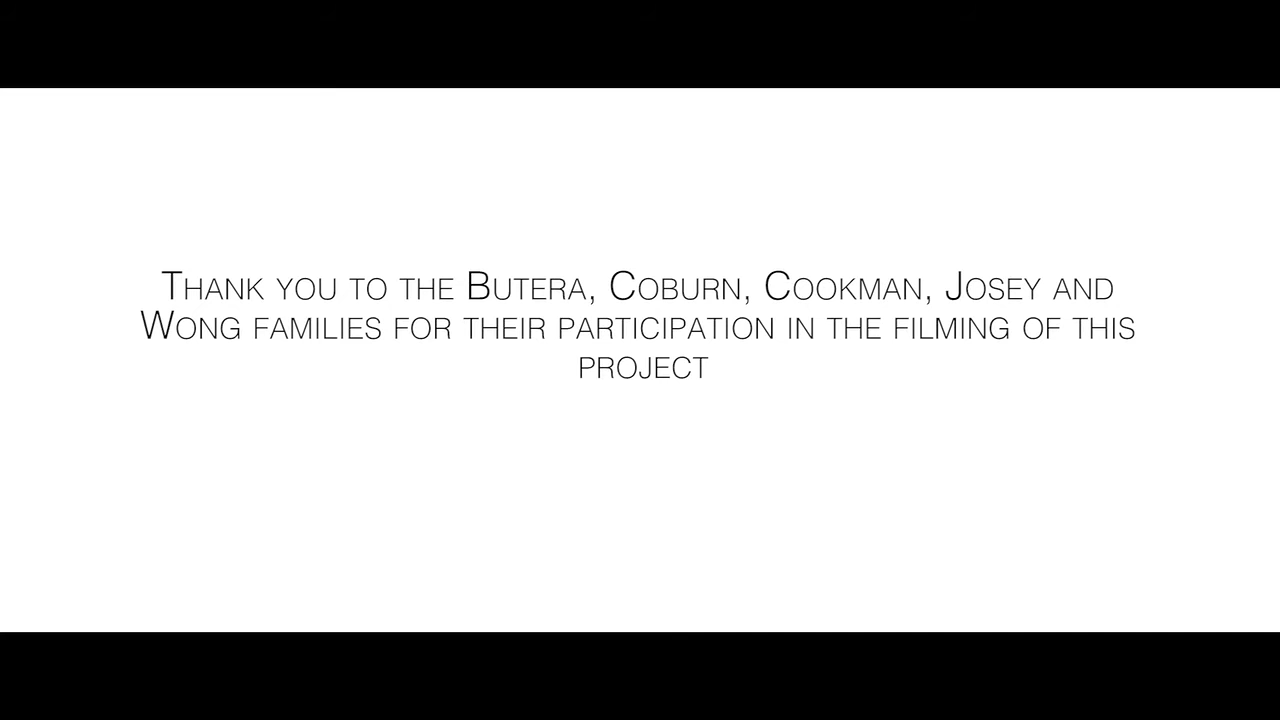 Thank you to the Butera, Coburn, Cookman, Josey and
Wong families for their participation in the filming of this
project